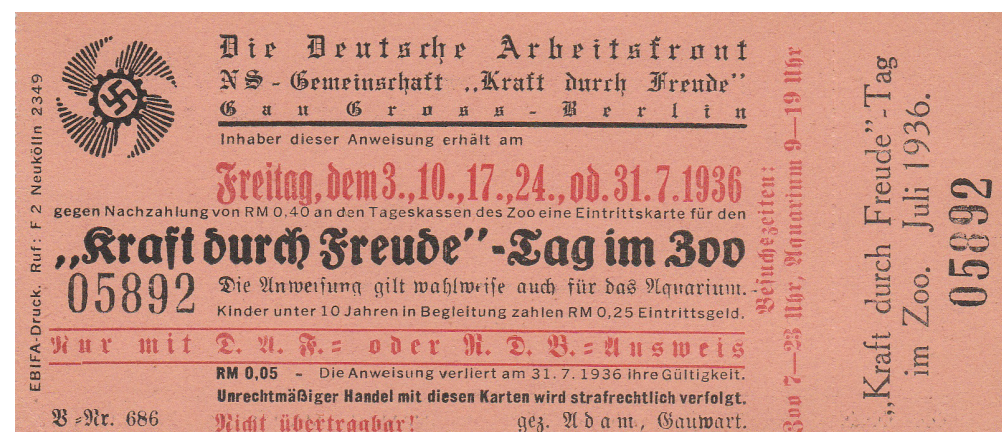 Die Deutsche Arbeitsfront
NS-Gemeinschaft „Kraft durch Freude”
Gau Gross-Berlin
Inhaber dieser Anweisung erhält am
Freitag, dem 3., 10., 17., 24., od. 31.7.1936
gegen Nachzahlung von RM 0.40 an den Tageskassen des Zoo eine Eintrittskarte für den
„Kraft durch Freude”-Tag im Zoo
05892
Die Anweisung gilt wahlweise auch für das Aquarium.
Kinder unter 10 Jahren in Begleitung zahlen RM 0,25 Eintrittsgeld.
Nur mit D. A. F.= oder R. D. B.=Ausweis
RM 0,05 - Die Anweisung verliert am 31.7.1936 ihre Gültigkeit.
Unrechtmäßiger Handel mit diesen Karten wird strafrechtlich verfolgt.
V=Nr. 686
Nicht übertragbar!
gez. Adam, Gauwart.
EBIFA-Druck. Ruf: F 2 Neukölln 2349
Besuchszeiten:
Zoo 7—23 Uhr, Aquarium 9—19 Uhr
„Kraft durch Freude”-Tag
im Zoo. Juli 1936.
05892